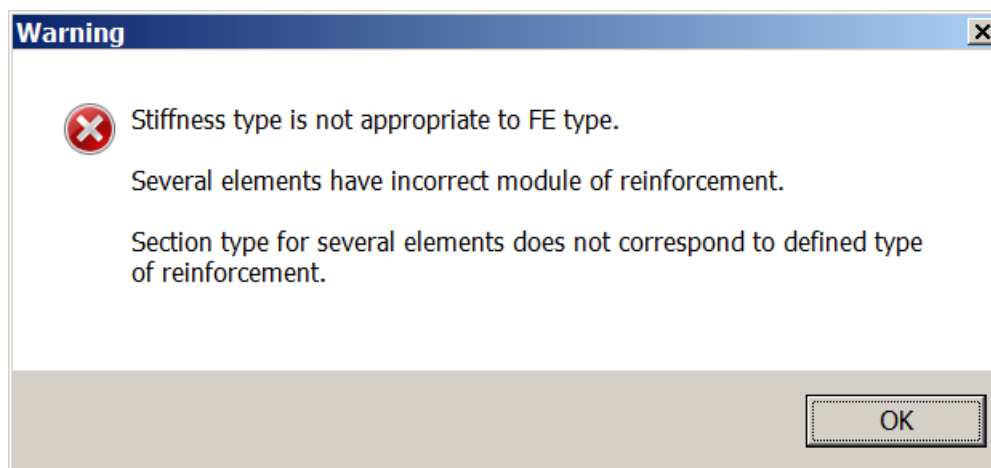 Warning
Stiffness type is not appropriate to FE type.
Several elements have incorrect module of reinforcement.
Section type for several elements does not correspond to defined type
of reinforcement.
OK